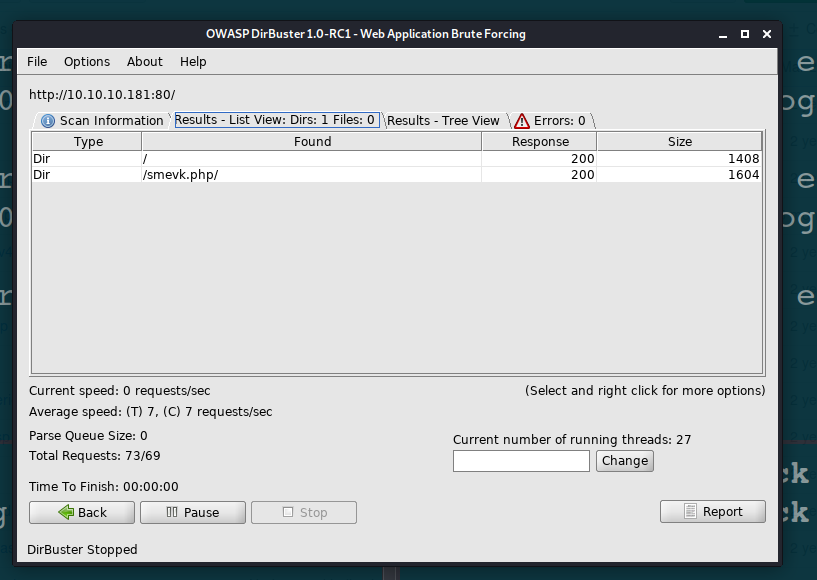 OWASP DirBuster 1.0-RC1 - Web Application Brute Forcing
File Options About Help
http://10.10.10.181:80/
Scan Information Results - List View: Dirs: 1 Files: 0 Results - Tree View Errors: 0
Type Found Response Size
Dir / 200 1408
Dir /smevk.php/ 200 1604
Current speed: 0 requests/sec (Select and right click for more options)
Average speed: (T) 7, (C) 7 requests/sec
Parse Queue Size: 0
Total Requests: 73/69
Current number of running threads: 27
Change
Time To Finish: 00:00:00
Back Pause Stop Report
DirBuster Stopped